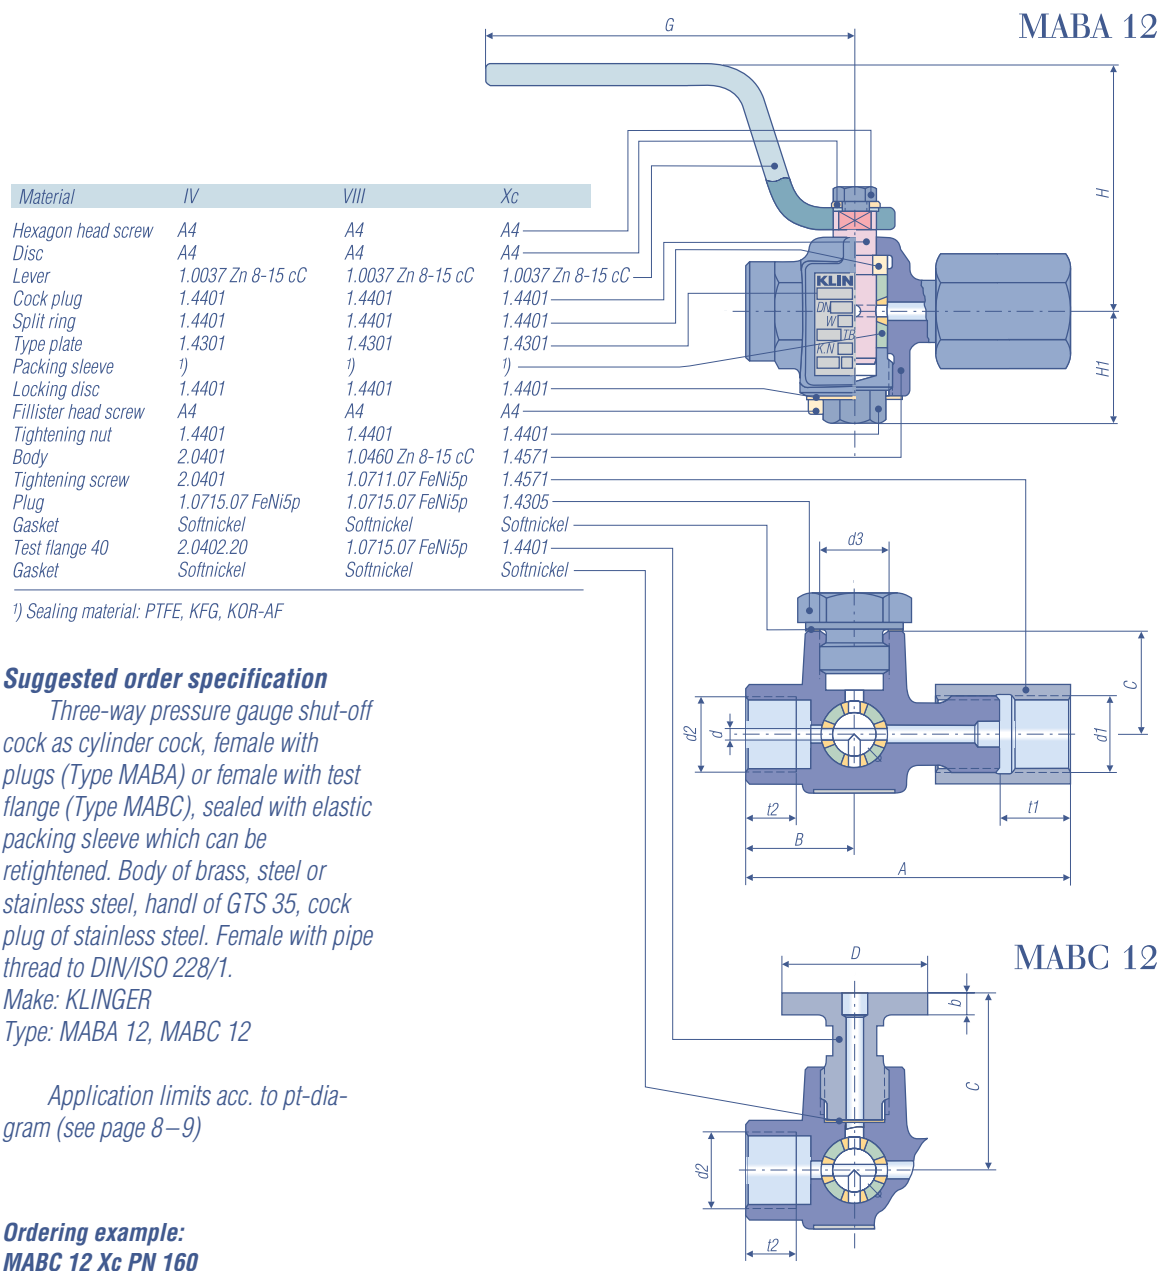 MABA 12
G
H
H1
Material IV VIII Xc
Hexagon head screw A4 A4 A4
Disc A4 A4 A4
Lever 1.0037 Zn 8-15 cC 1.0037 Zn 8-15 cC 1.0037 Zn 8-15 cC
Cock plug 1.4401 1.4401 1.4401
Split ring 1.4401 1.4401 1.4401
Type plate 1.4301 1.4301 1.4301
Packing sleeve 1) 1) 1)
Locking disc 1.4401 1.4401 1.4401
Fillister head screw A4 A4 A4
Tightening nut 1.4401 1.4401 1.4401
Body 2.0401 1.0460 Zn 8-15 cC 1.4571
Tightening screw 2.0401 1.0711.07 FeNi5p 1.4571
Plug 1.0715.07 FeNi5p 1.0715.07 FeNi5p 1.4305
Gasket Softnickel Softnickel Softnickel
Test flange 40 2.0402.20 1.0715.07 FeNi5p 1.4401
Gasket Softnickel Softnickel Softnickel
1) Sealing material: PTFE, KFG, KOR-AF
KLIN
DN
W
TB
K.N
d3
C
d2
d
d1
t2
t1
B
A
Suggested order specification
Three-way pressure gauge shut-off
cock as cylinder cock, female with
plugs (Type MABA) or female with test
flange (Type MABC), sealed with elastic
packing sleeve which can be
retightened. Body of brass, steel or
stainless steel, handl of GTS 35, cock
plug of stainless steel. Female with pipe
thread to DIN/ISO 228/1.
Make: KLINGER
Type: MABA 12, MABC 12
Application limits acc. to pt-dia-
gram (see page 8–9)
Ordering example:
MABC 12 Xc PN 160
MABC 12
D
b
C
d2
t2